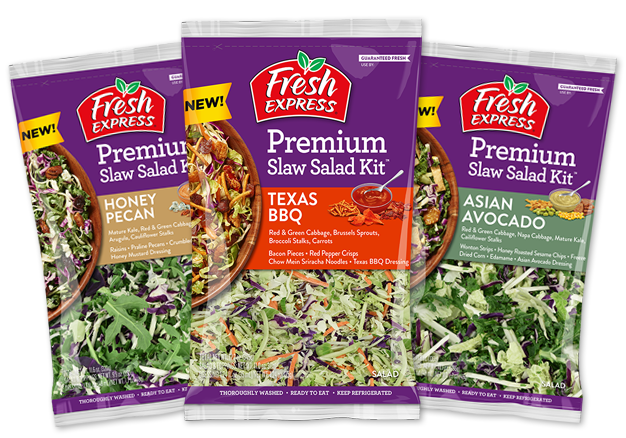 NEW!
Fresh
EXPRESS
Premium
Slaw Salad Kit
HONEY
PECAN
Mature Kale, Red & Green Cabbage,
Arugula, Cauliflower Stalks
Raisins • Praline Pecans • Crumbled
Honey Mustard Dressing
THOROUGHLY WASHED • READY TO EAT
GUARANTEED FRESH
USE BY:
NEW!
Fresh
EXPRESS
Premium
Slaw Salad Kit™
TEXAS
BBQ
Red & Green Cabbage, Brussels Sprouts,
Broccoli Stalks, Carrots
Bacon Pieces • Red Pepper Crisps
Chow Mein Sriracha Noodles • Texas BBQ Dressing
SALAD
THOROUGHLY WASHED • READY TO EAT • KEEP REFRIGERATED
GUARANTEED FRESH
USE BY:
W!
Fresh
EXPRESS
Premium
Slaw Salad Kit™
ASIAN
AVOCADO
Red & Green Cabbage, Napa Cabbage, Mature Kale,
Cauliflower Stalks
Wonton Strips • Honey Roasted Sesame Chips • Freeze
Dried Corn • Edamame • Asian Avocado Dressing
SALAD
THOROUGHLY WASHED • READY TO EAT • KEEP REFRIGERATED